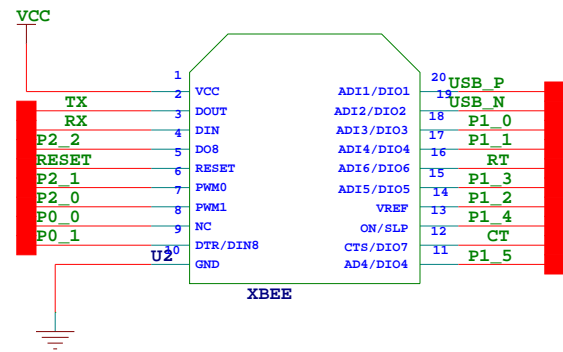 VCC
1 VCC ADI1/DIO1 20 USB_P
TX 2 DOUT ADI2/DIO2 19 USB_N
RX 3 DIN ADI3/DIO3 18 P1_0
P2_2 4 DO8 ADI4/DIO4 17 P1_1
RESET 5 RESET ADI6/DIO6 16 RT
P2_1 6 PWM0 ADI5/DIO5 15 P1_3
P2_0 7 PWM1 VREF 14 P1_2
P0_0 8 NC ON/SLP 13 P1_4
P0_1 9 DTR/DIN8 CTS/DIO7 12 CT
U2 10 GND AD4/DIO4 11 P1_5
XBEE